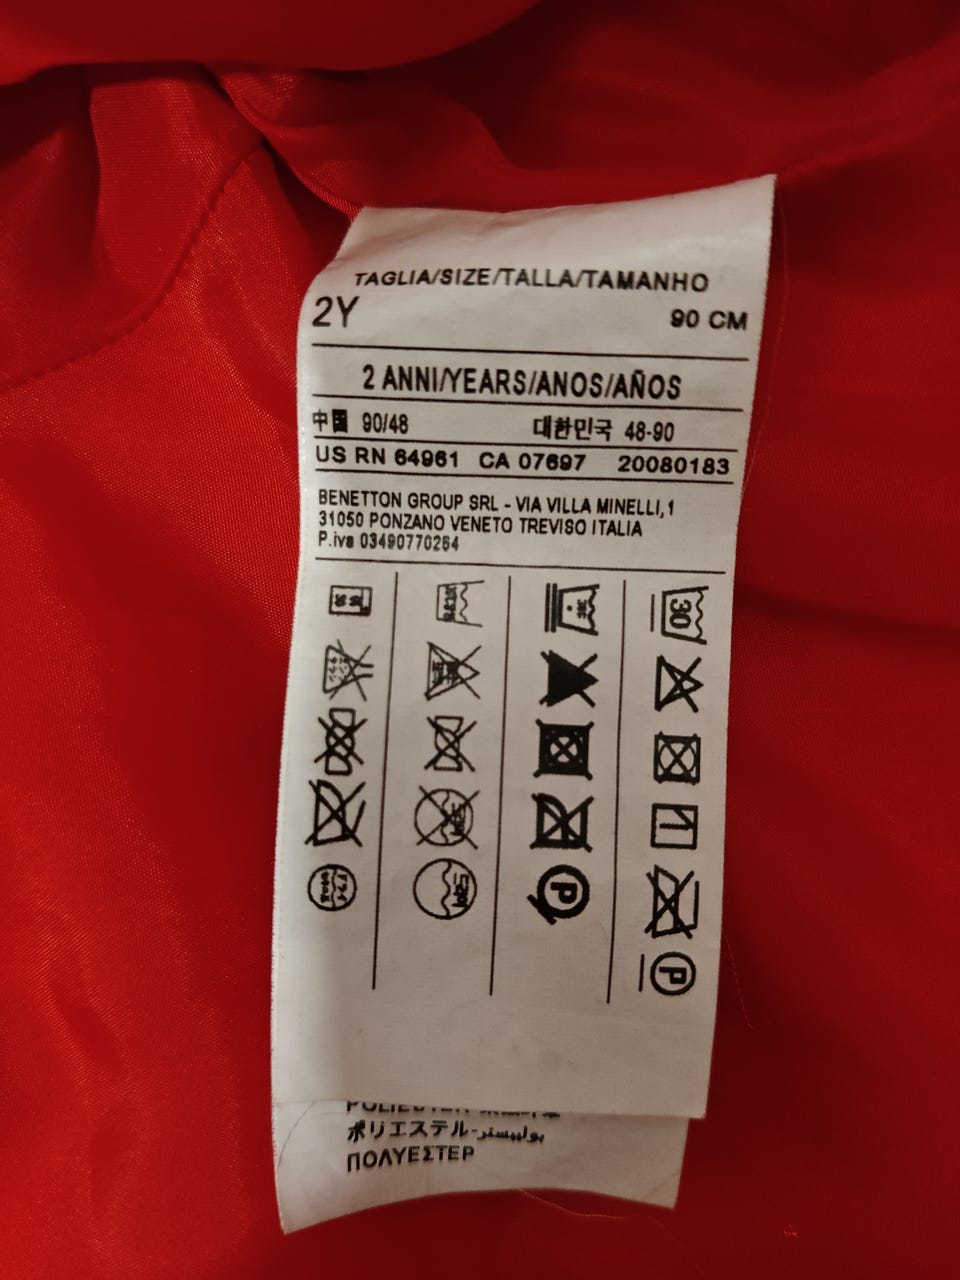 TAGLIA/SIZE/TALLA/TAMANHO
2Y 90 CM
2 ANNI/YEARS/ANOS/AÑOS
中国 90/48 대한민국 48-90
US RN 64961 CA 07697 20080183
BENETTON GROUP SRL - VIA VILLA MINELLI,1
31050 PONZANO VENETO TREVISO ITALIA
P.iva 03490770264
30
P
P
POLIESTER
ポリエステル-بوليستر
ΠΟΛΥΕΣΤΕΡ